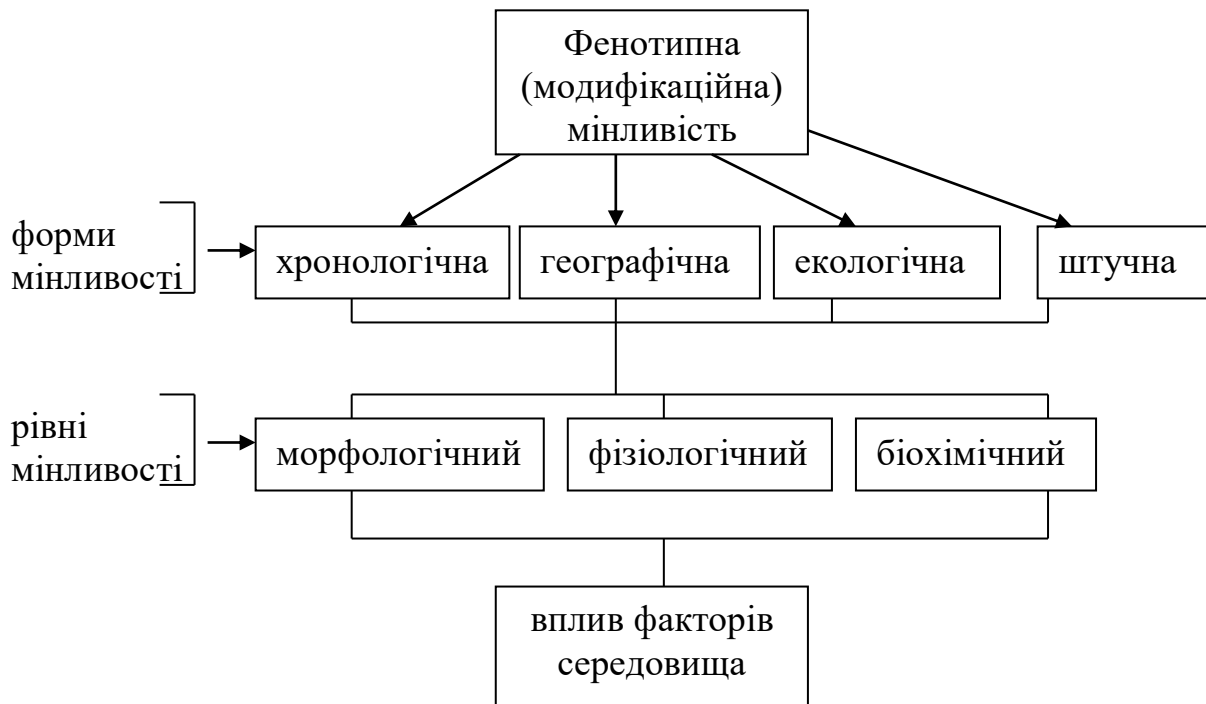 Фенотипна
(модифікаційна)
мінливість
форми
мінливості
хронологічна
географічна
екологічна
штучна
рівні
мінливості
морфологічний
фізіологічний
біохімічний
вплив факторів
середовища